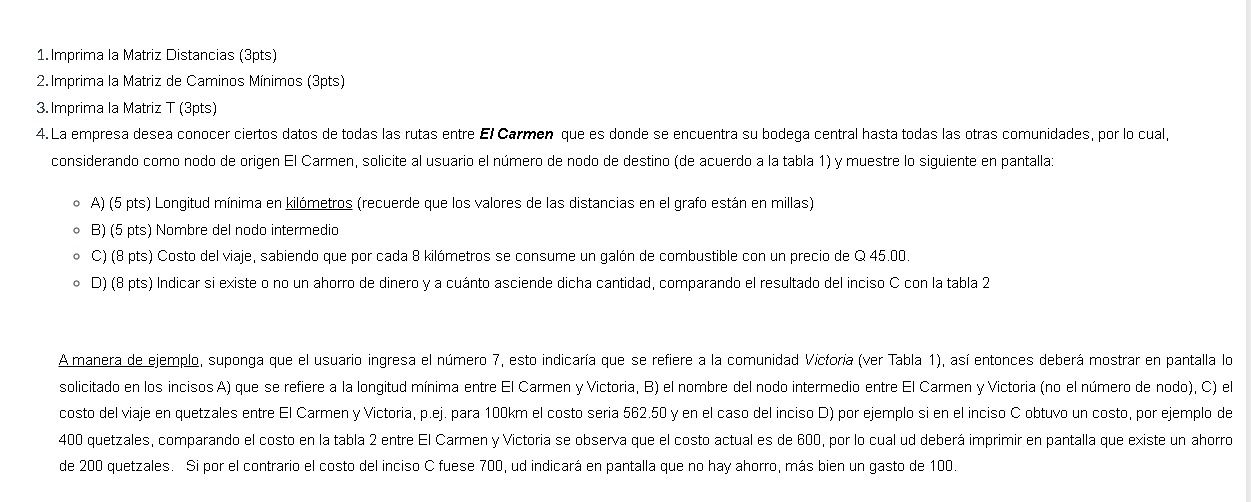 1. Imprima la Matriz Distancias (3pts)
2. Imprima la Matriz de Caminos Mínimos (3pts)
3. Imprima la Matriz T (3pts)
4. La empresa desea conocer ciertos datos de todas las rutas entre El Carmen que es donde se encuentra su bodega central hasta todas las otras comunidades, por lo cual,
considerando como nodo de origen El Carmen, solicite al usuario el número de nodo de destino (de acuerdo a la tabla 1) y muestre lo siguiente en pantalla:
A) (5 pts) Longitud mínima en kilómetros (recuerde que los valores de las distancias en el grafo están en millas)
B) (5 pts) Nombre del nodo intermedio
C) (8 pts) Costo del viaje, sabiendo que por cada 8 kilómetros se consume un galón de combustible con un precio de Q 45.00.
D) (8 pts) Indicar si existe o no un ahorro de dinero y a cuánto asciende dicha cantidad, comparando el resultado del inciso C con la tabla 2
A manera de ejemplo, suponga que el usuario ingresa el número 7, esto indicaría que se refiere a la comunidad Victoria (ver Tabla 1), así entonces deberá mostrar en pantalla lo
solicitado en los incisos A) que se refiere a la longitud mínima entre El Carmen y Victoria, B) el nombre del nodo intermedio entre El Carmen y Victoria (no el número de nodo), C) el
costo del viaje en quetzales entre El Carmen y Victoria, p.ej. para 100km el costo seria 562.50 y en el caso del inciso D) por ejemplo si en el inciso C obtuvo un costo, por ejemplo de
400 quetzales, comparando el costo en la tabla 2 entre El Carmen y Victoria se observa que el costo actual es de 600, por lo cual ud deberá imprimir en pantalla que existe un ahorro
de 200 quetzales. Si por el contrario el costo del inciso C fuese 700, ud indicará en pantalla que no hay ahorro, más bien un gasto de 100.